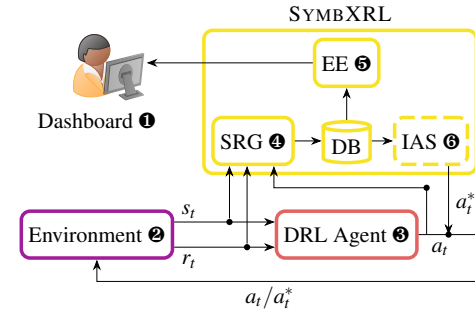 SYMBXRL
EE ❺
Dashboard ❶
SRG ❹
DB
IAS ❻
s_t
a_t^*
Environment ❷
DRL Agent ❸
r_t
a_t
a_t/a_t^*